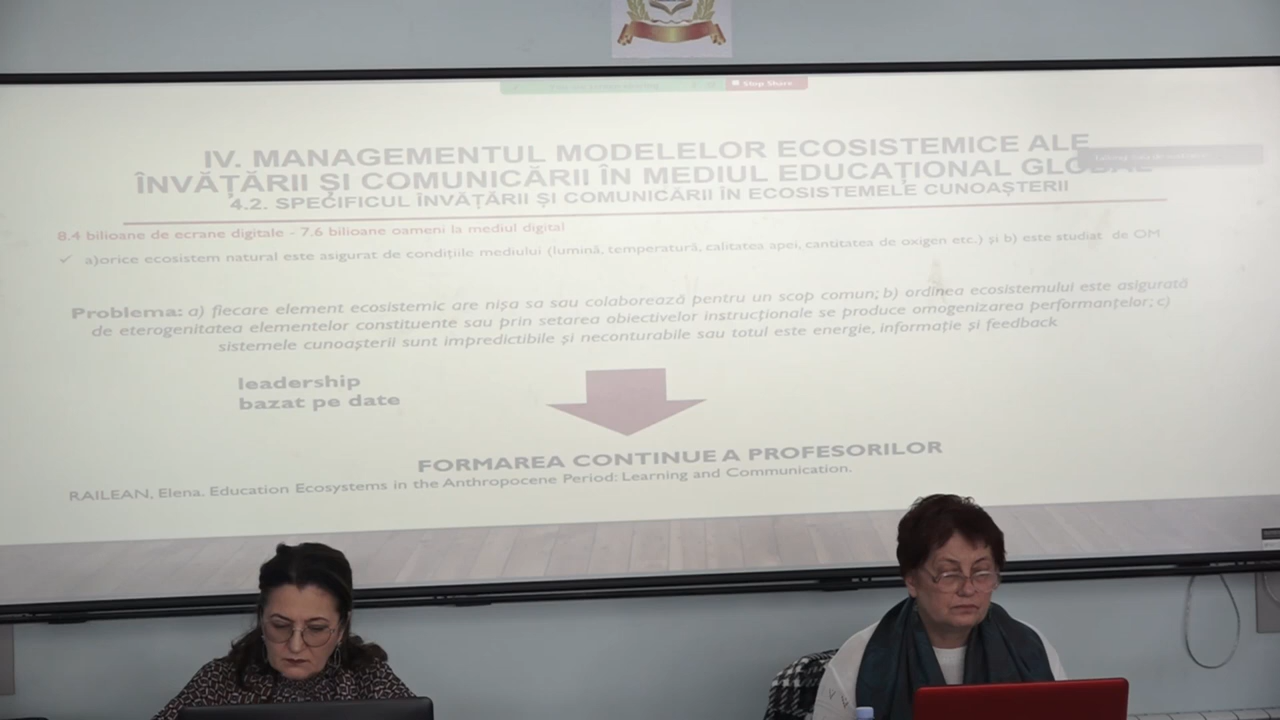 Stop Share
IV. MANAGEMENTUL MODELELOR ECOSISTEMICE ALE
ÎNVĂȚĂRII ȘI COMUNICĂRII ÎN MEDIUL EDUCAȚIONAL GLOBAL
4.2. SPECIFICUL ÎNVĂȚĂRII ȘI COMUNICĂRII ÎN ECOSISTEMELE CUNOAȘTERII
8.4 bilioane de ecrane digitale - 7.6 bilioane oameni la mediul digital
✓ a)orice ecosistem natural este asigurat de condițiile mediului (lumină, temperatură, calitatea apei, cantitatea de oxigen etc.) și b) este studiat de OM
Problema: a) fiecare element ecosistemic are nișa sa sau colaborează pentru un scop comun; b) ordinea ecosistemului este asigurată
de eterogenitatea elementelor constituente sau prin setarea obiectivelor instrucționale se produce omogenizarea performanțelor; c)
sistemele cunoașterii sunt impredictibile și neconturabile sau totul este energie, informație și feedback
leadership
bazat pe date
FORMAREA CONTINUE A PROFESORILOR
RAILEAN, Elena. Education Ecosystems in the Anthropocene Period: Learning and Communication.